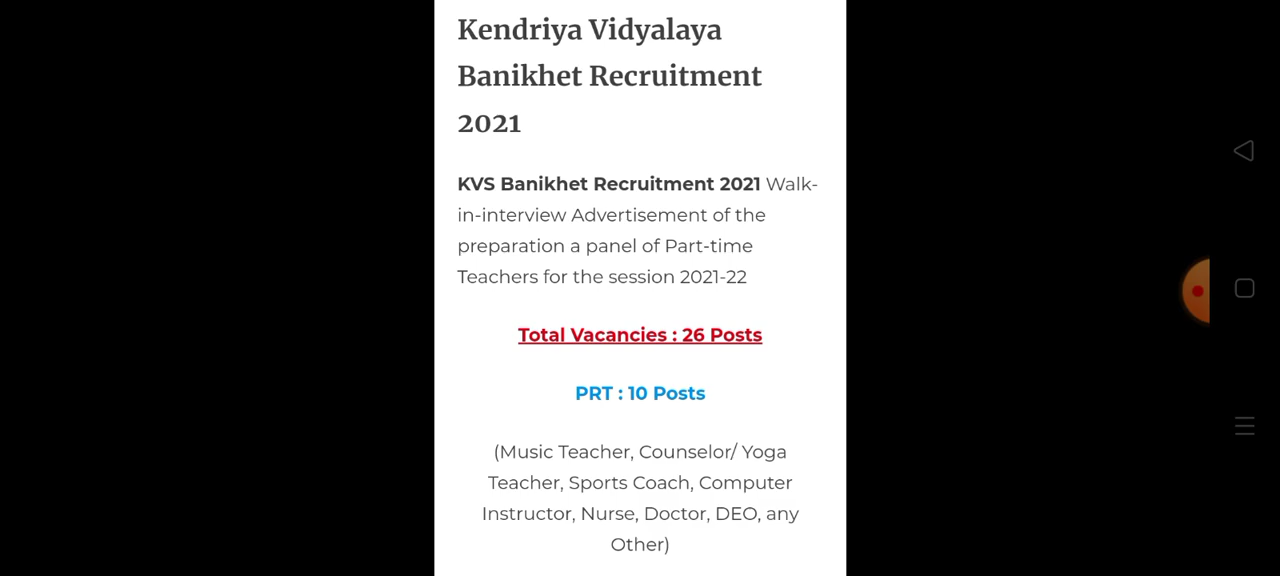 Kendriya Vidyalaya
Banikhet Recruitment
2021
KVS Banikhet Recruitment 2021 Walk-
in-interview Advertisement of the
preparation a panel of Part-time
Teachers for the session 2021-22
Total Vacancies : 26 Posts
PRT : 10 Posts
(Music Teacher, Counselor/ Yoga
Teacher, Sports Coach, Computer
Instructor, Nurse, Doctor, DEO, any
Other)